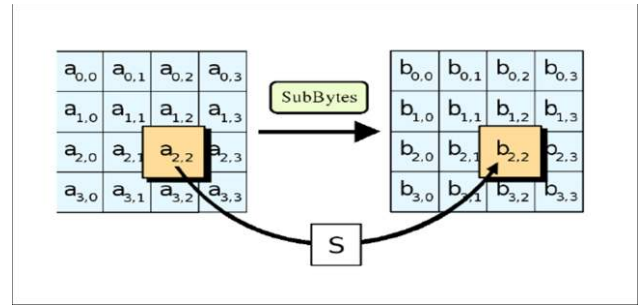 a0,0 a0,1 a0,2 a0,3
a1,0 a1,1 a1,2 a1,3
a2,0 a2,1 a2,2 a2,3
a3,0 a3,1 a3,2 a3,3
SubBytes
b0,0 b0,1 b0,2 b0,3
b1,0 b1,1 b1,2 b1,3
b2,0 b2,1 b2,2 b2,3
b3,0 b3,1 b3,2 b3,3
S